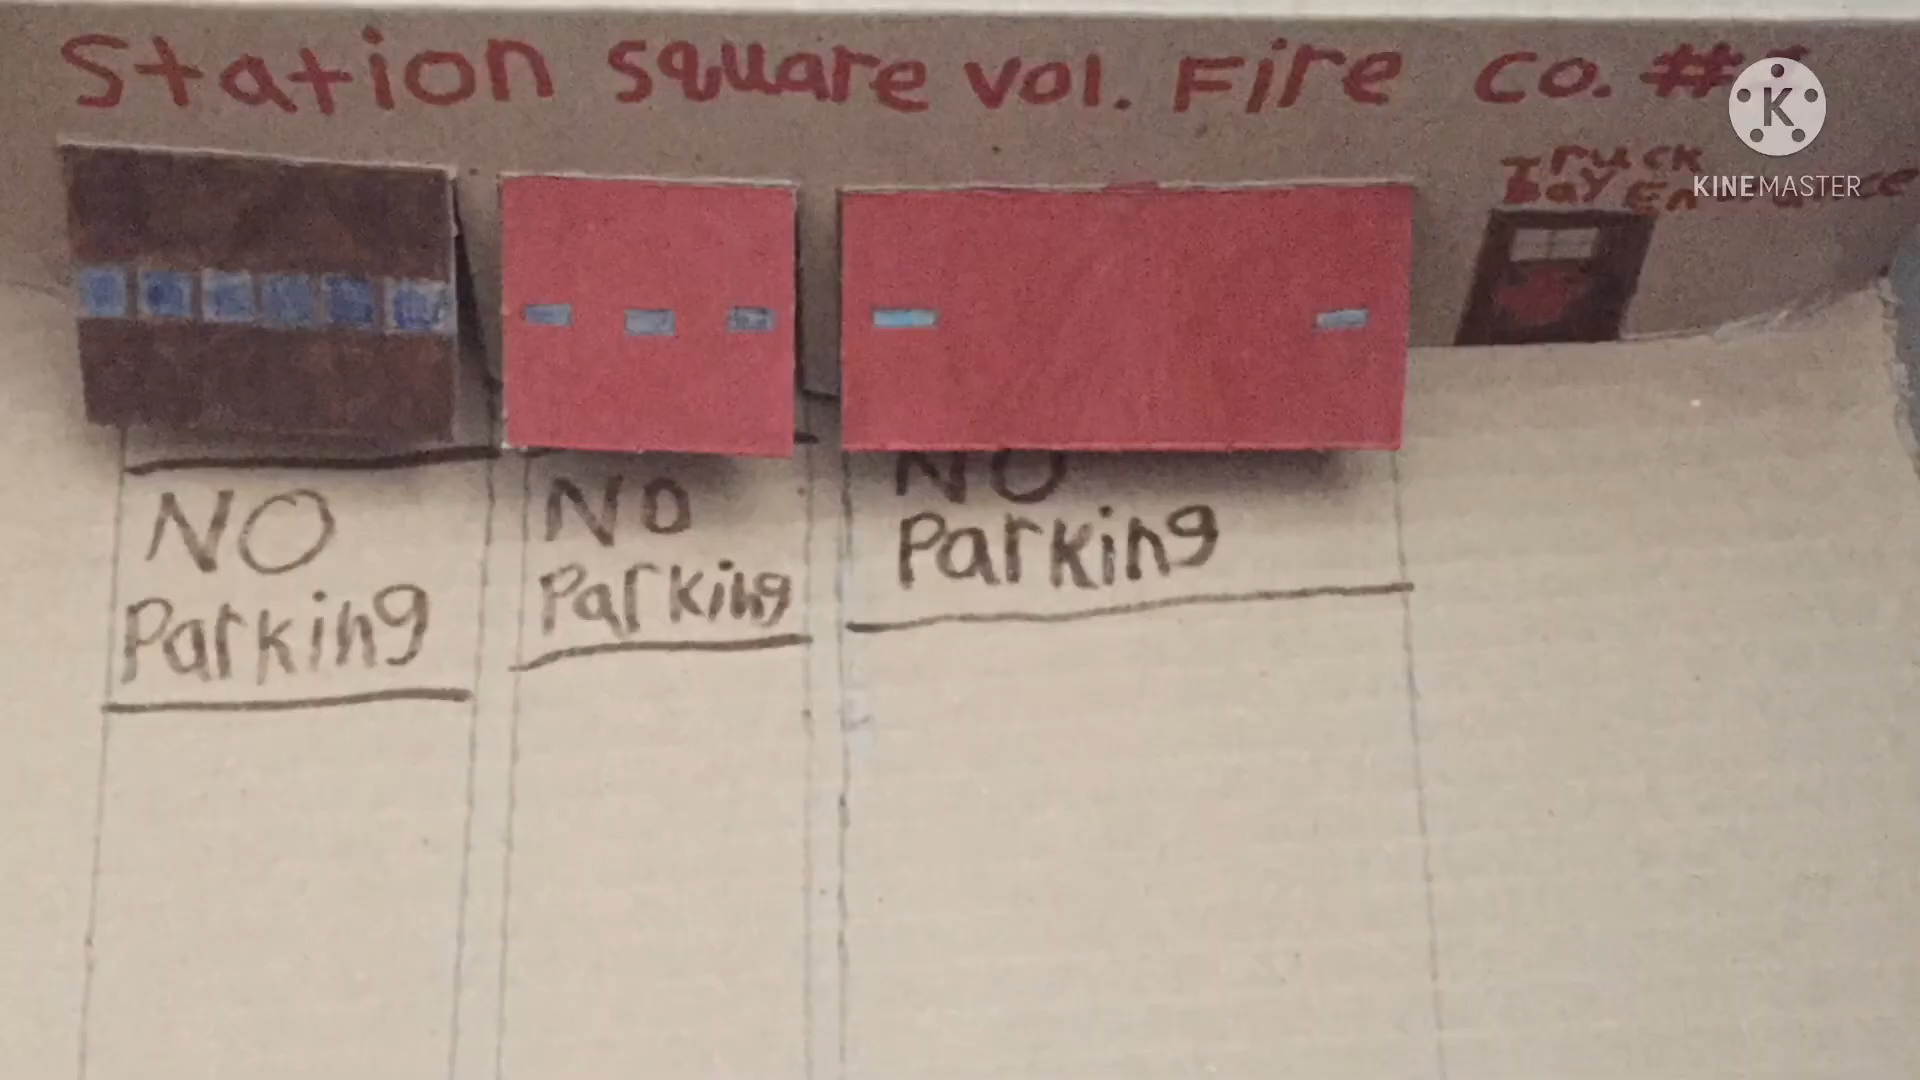 Station square vol. Fire co. #
K
KINEMASTER
Truck
Bay
NO
Parking
NO
Parking
NO
Parking